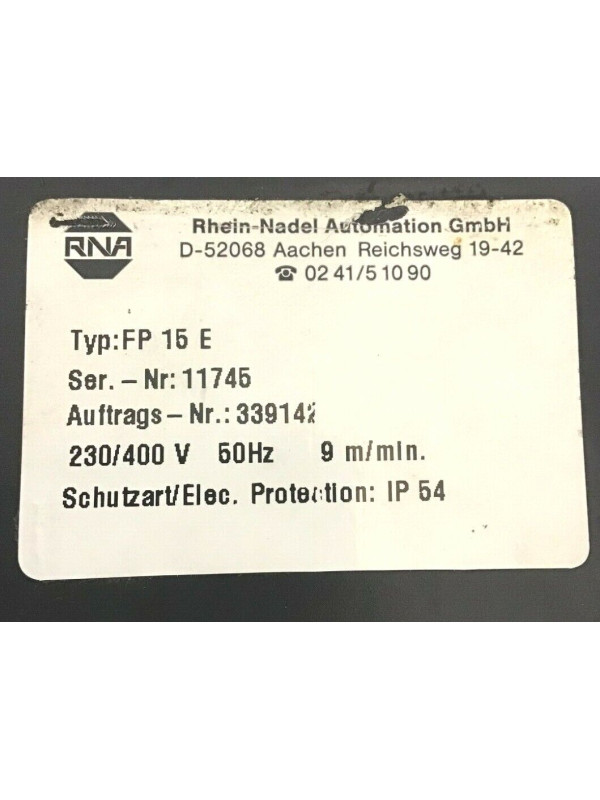 RNA
Rhein-Nadel Automation GmbH
D-52068 Aachen Reichsweg 19-42
☎ 02 41/5 10 90
Typ:FP 15 E
Ser. – Nr: 11745
Auftrags – Nr.: 339142
230/400 V 50Hz 9 m/min.
Schutzart/Elec. Protection: IP 54